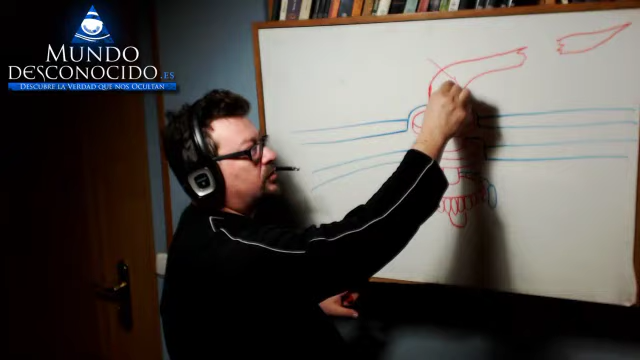 MUNDO
DESCONOCIDO.ES
DESCUBRE LA VERDAD QUE NOS OCULTAN